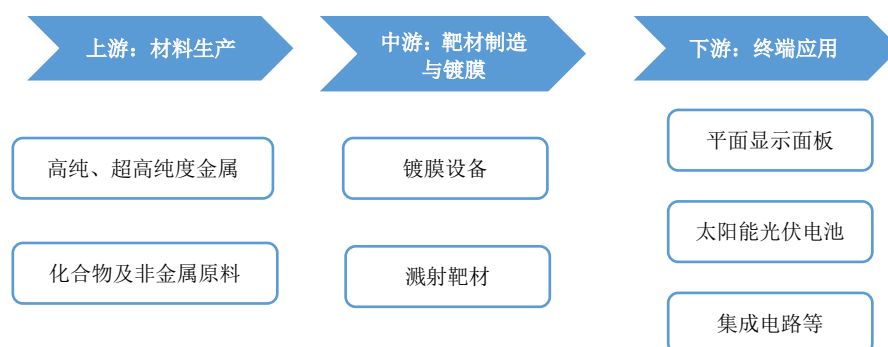 上游：材料生产
中游：靶材制造
与镀膜
下游：终端应用
高纯、超高纯度金属
镀膜设备
平面显示面板
化合物及非金属原料
溅射靶材
太阳能光伏电池
集成电路等